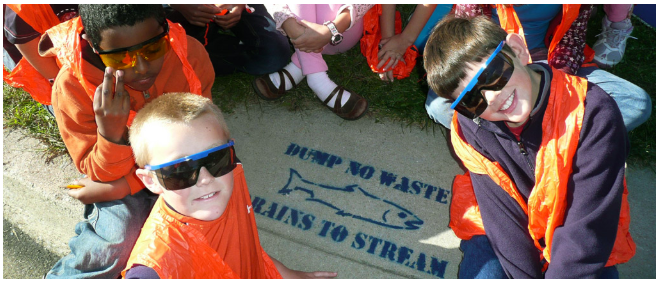 DUMP NO WASTE
RAINS TO STREAM